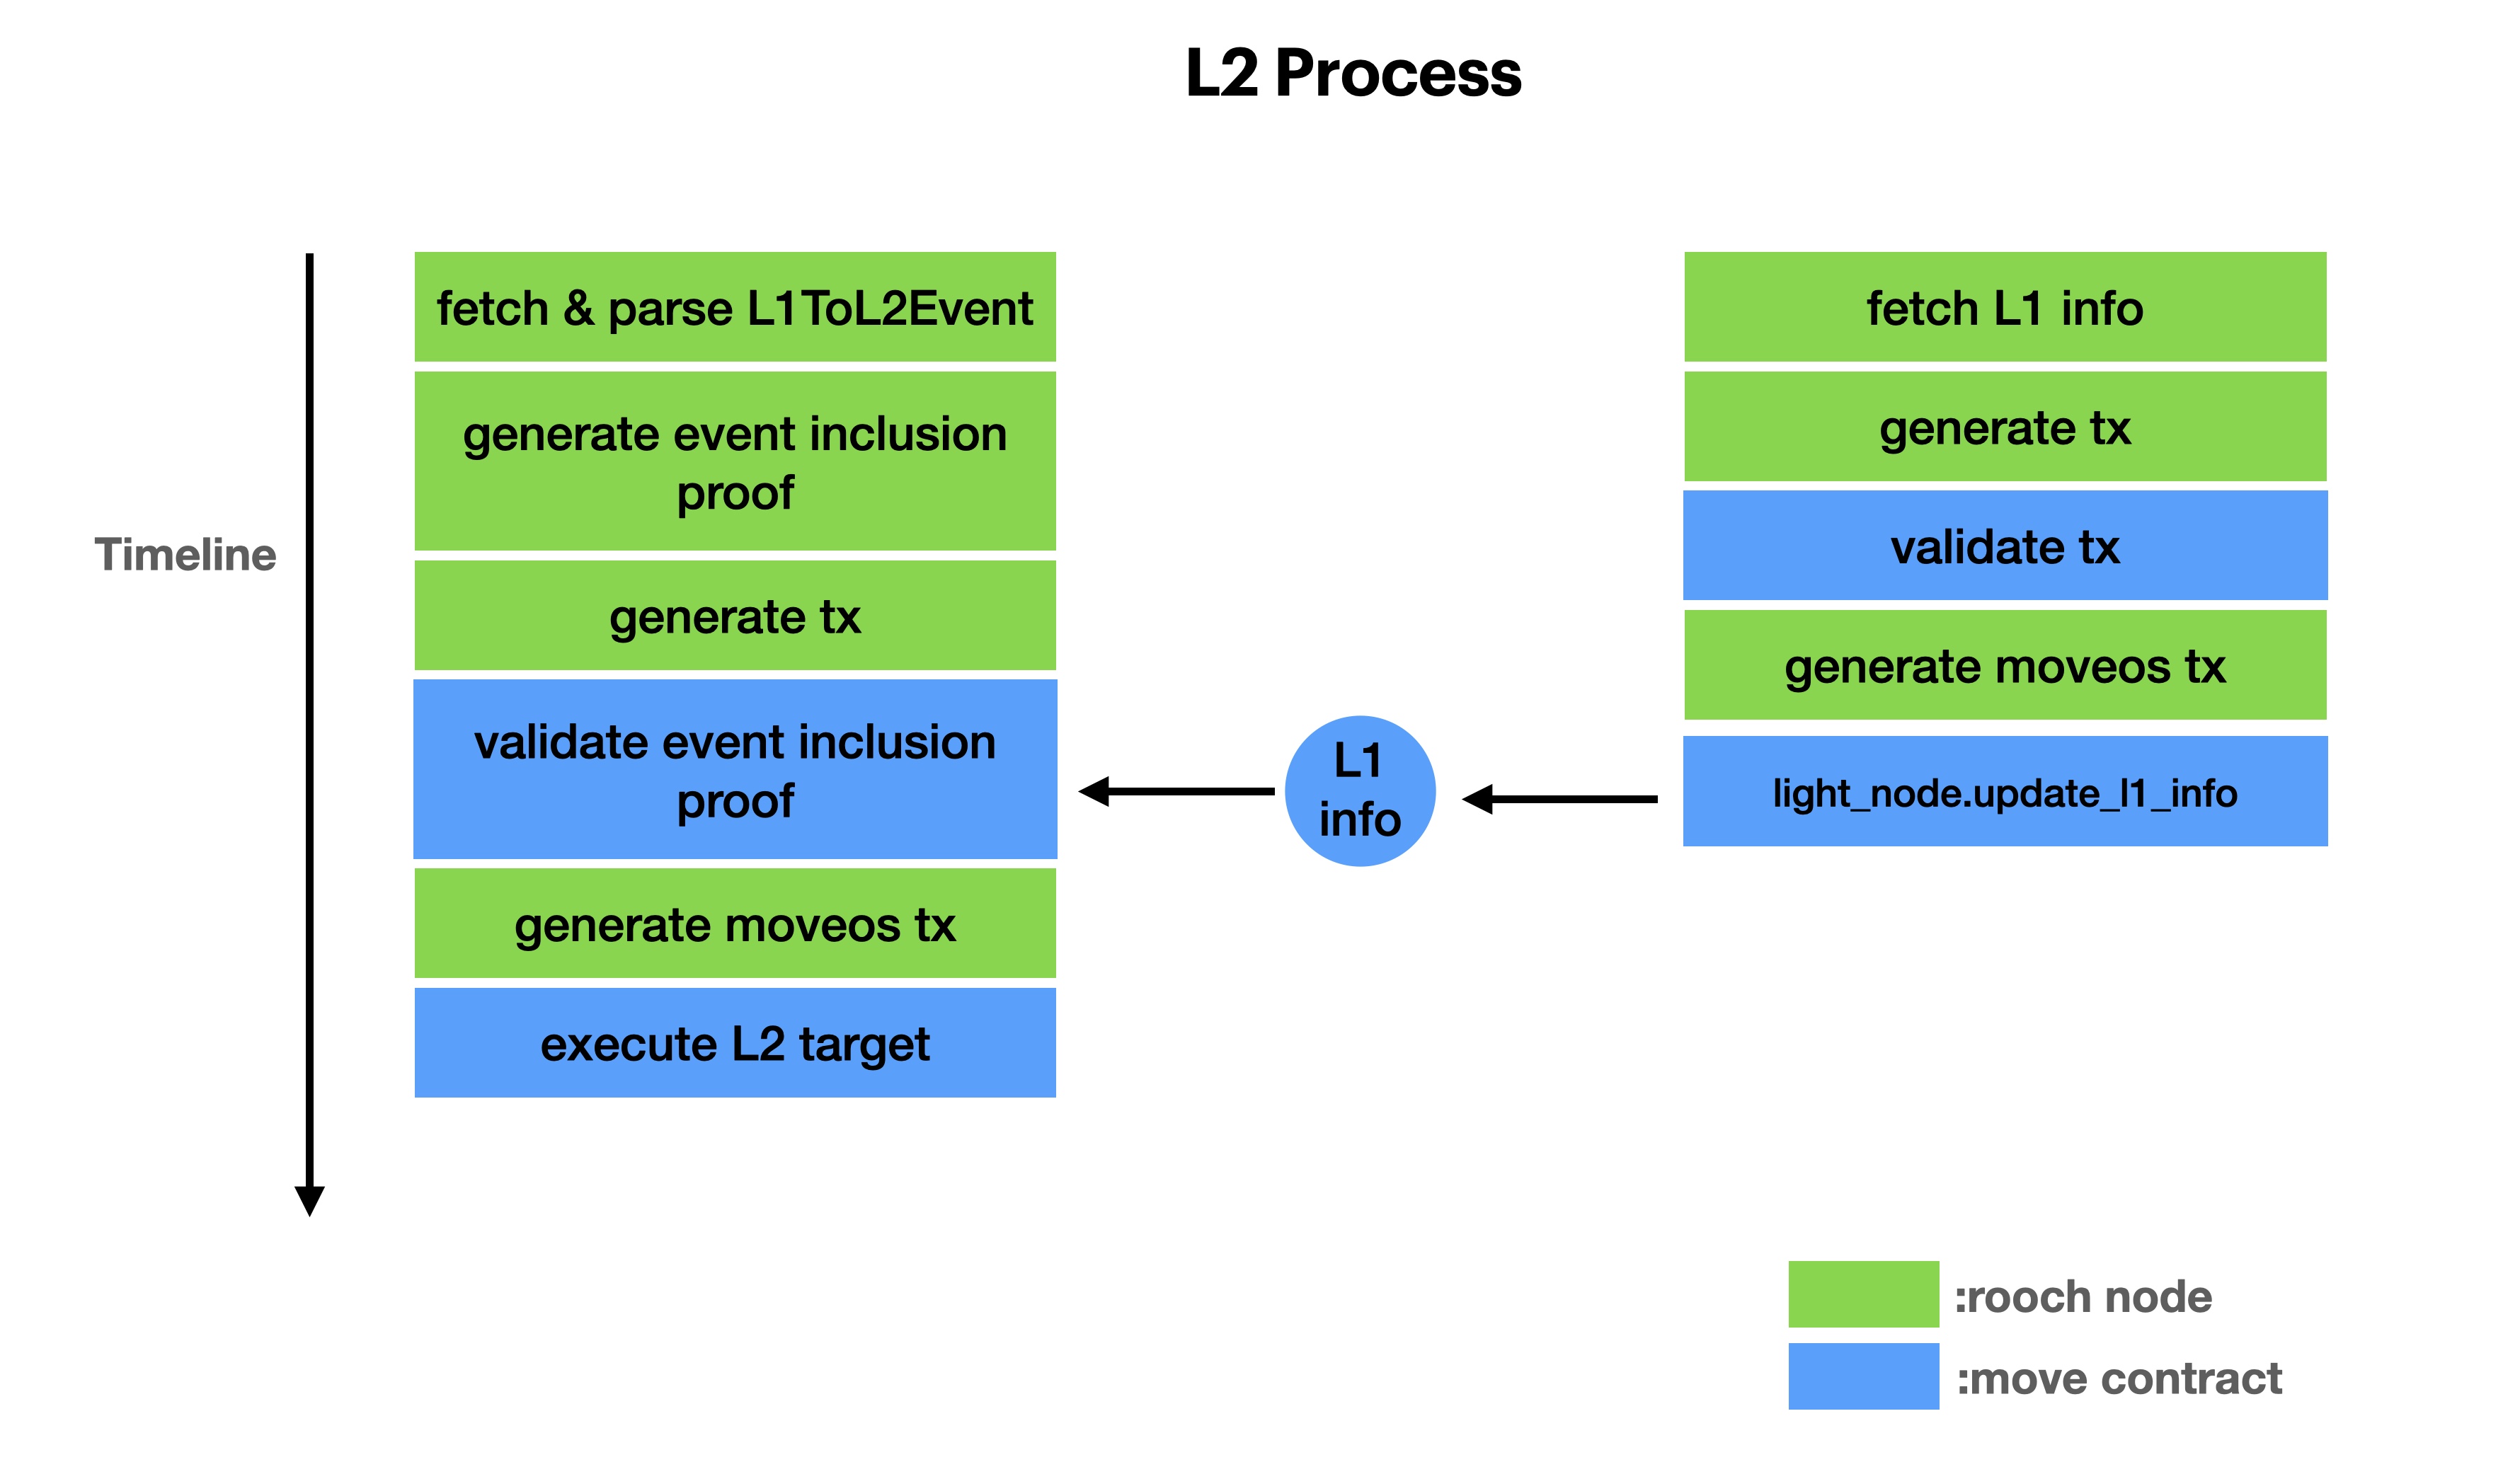 L2 Process
Timeline
fetch & parse L1ToL2Event
generate event inclusion
proof
generate tx
validate event inclusion
proof
generate moveos tx
execute L2 target
L1
info
fetch L1 info
generate tx
validate tx
generate moveos tx
light_node.update_l1_info
:rooch node
:move contract